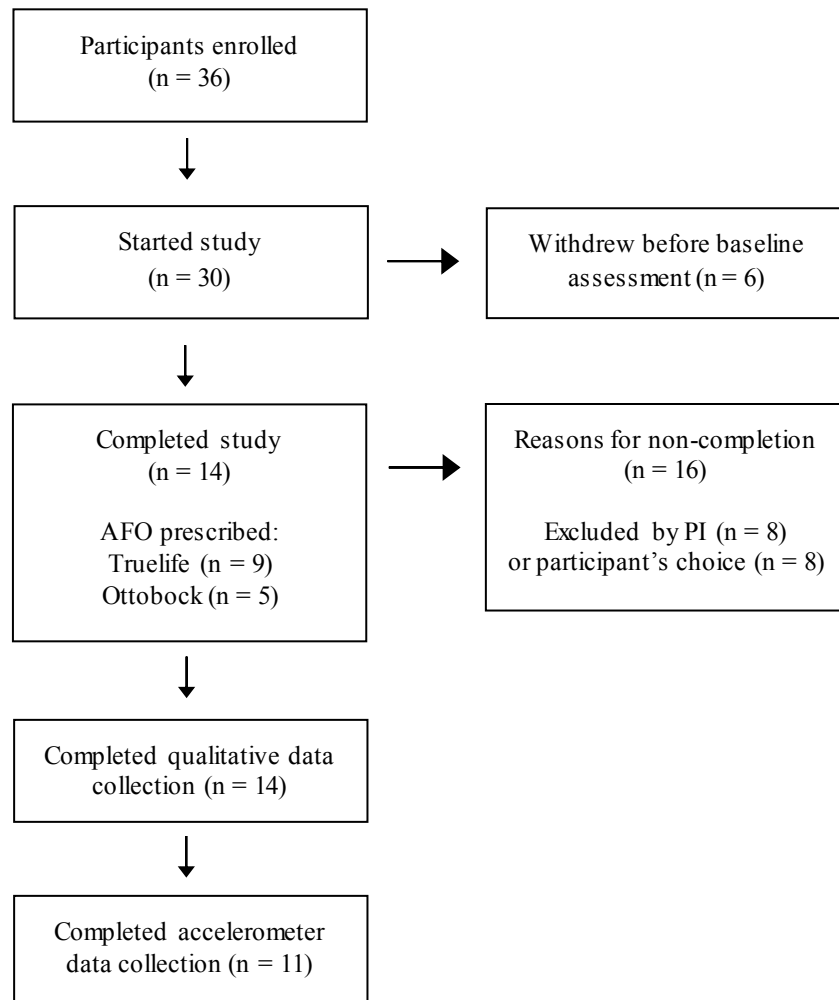 Participants enrolled
(n = 36)
Started study
(n = 30)
Withdrew before baseline
assessment (n = 6)
Completed study
(n = 14)
AFO prescribed:
Truelife (n = 9)
Ottobock (n = 5)
Reasons for non-completion
(n = 16)
Excluded by PI (n = 8)
or participant’s choice (n = 8)
Completed qualitative data
collection (n = 14)
Completed accelerometer
data collection (n = 11)